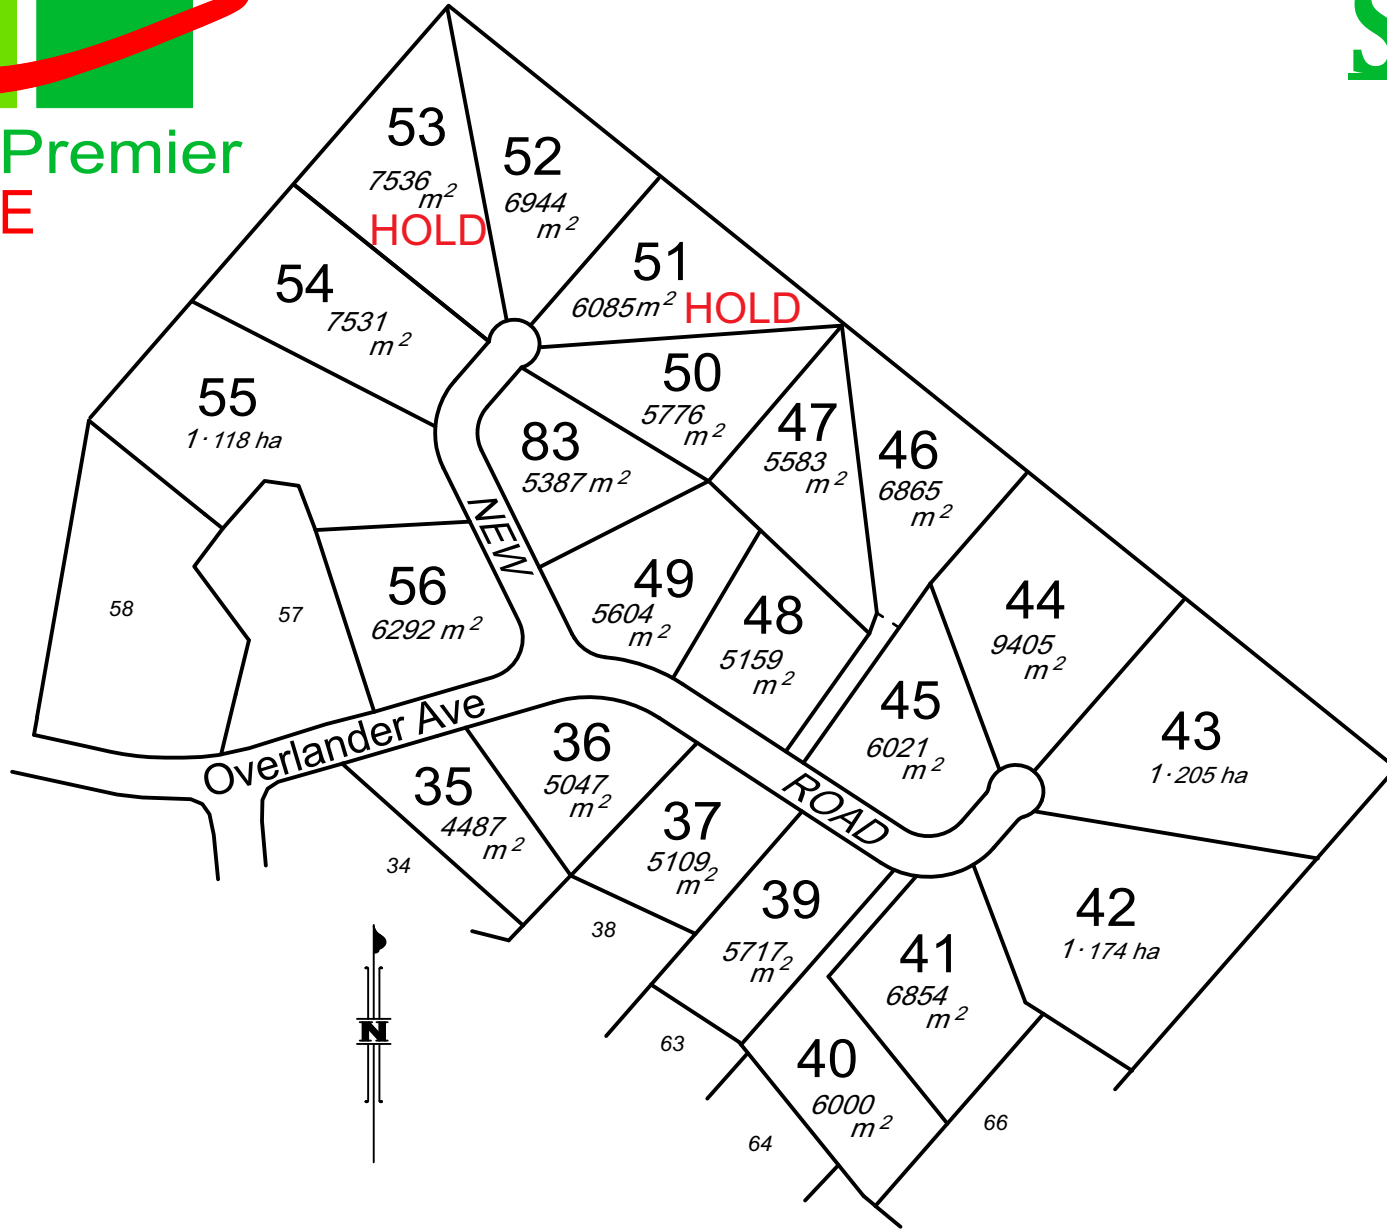 S
Premier
E
53
7536
m²
HOLD
52
6944
m²
51
6085m²
HOLD
54
7531
m²
50
5776
m²
47
5583
m²
46
6865
m²
55
1·118 ha
83
5387 m²
NEW
56
6292 m²
49
5604
m²
48
5159
m²
44
9405
m²
58
57
45
6021
m²
43
1·205 ha
Overlander Ave
36
5047
m²
35
4487
m²
ROAD
37
5109
m²
34
39
5717
m²
38
42
1·174 ha
41
6854
m²
N
63
40
6000
m²
64
66